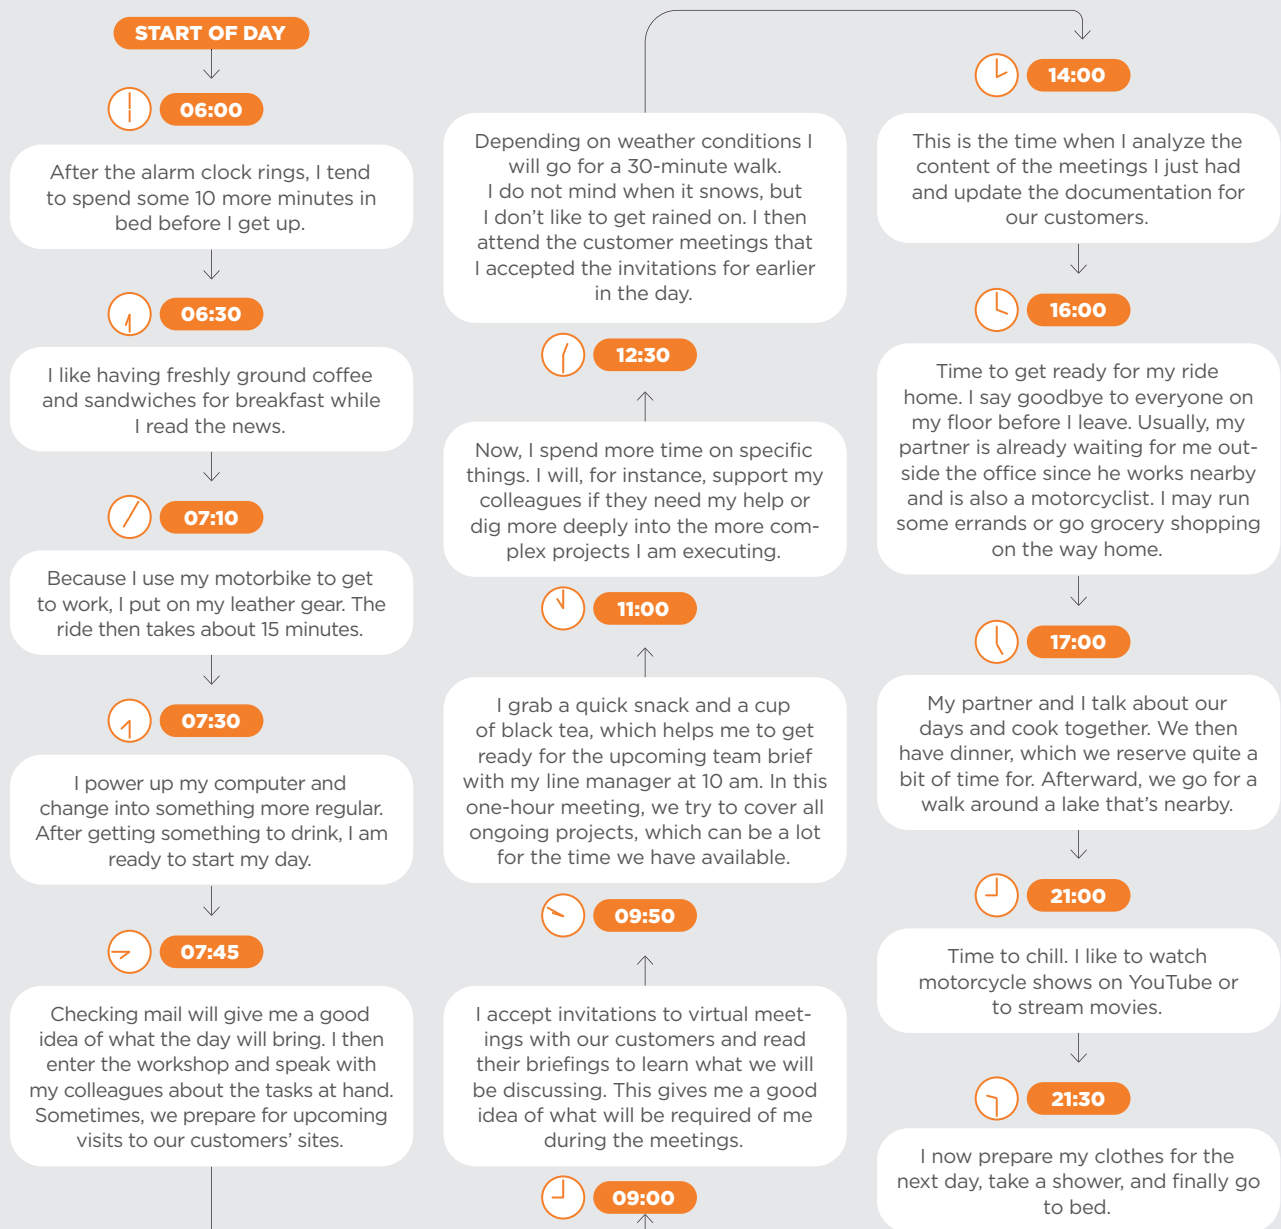 START OF DAY
06:00
After the alarm clock rings, I tend
to spend some 10 more minutes in
bed before I get up.
06:30
I like having freshly ground coffee
and sandwiches for breakfast while
I read the news.
07:10
Because I use my motorbike to get
to work, I put on my leather gear. The
ride then takes about 15 minutes.
07:30
I power up my computer and
change into something more regular.
After getting something to drink, I am
ready to start my day.
07:45
Checking mail will give me a good
idea of what the day will bring. I then
enter the workshop and speak with
my colleagues about the tasks at hand.
Sometimes, we prepare for upcoming
visits to our customers’ sites.
09:00
I accept invitations to virtual meet-
ings with our customers and read
their briefings to learn what we will
be discussing. This gives me a good
idea of what will be required of me
during the meetings.
09:50
I grab a quick snack and a cup
of black tea, which helps me to get
ready for the upcoming team brief
with my line manager at 10 am. In this
one-hour meeting, we try to cover all
ongoing projects, which can be a lot
for the time we have available.
11:00
Now, I spend more time on specific
things. I will, for instance, support my
colleagues if they need my help or
dig more deeply into the more com-
plex projects I am executing.
12:30
Depending on weather conditions I
will go for a 30-minute walk.
I do not mind when it snows, but
I don’t like to get rained on. I then
attend the customer meetings that
I accepted the invitations for earlier
in the day.
14:00
This is the time when I analyze the
content of the meetings I just had
and update the documentation for
our customers.
16:00
Time to get ready for my ride
home. I say goodbye to everyone on
my floor before I leave. Usually, my
partner is already waiting for me out-
side the office since he works nearby
and is also a motorcyclist. I may run
some errands or go grocery shopping
on the way home.
17:00
My partner and I talk about our
days and cook together. We then
have dinner, which we reserve quite a
bit of time for. Afterward, we go for a
walk around a lake that’s nearby.
21:00
Time to chill. I like to watch
motorcycle shows on YouTube or
to stream movies.
21:30
I now prepare my clothes for the
next day, take a shower, and finally go
to bed.